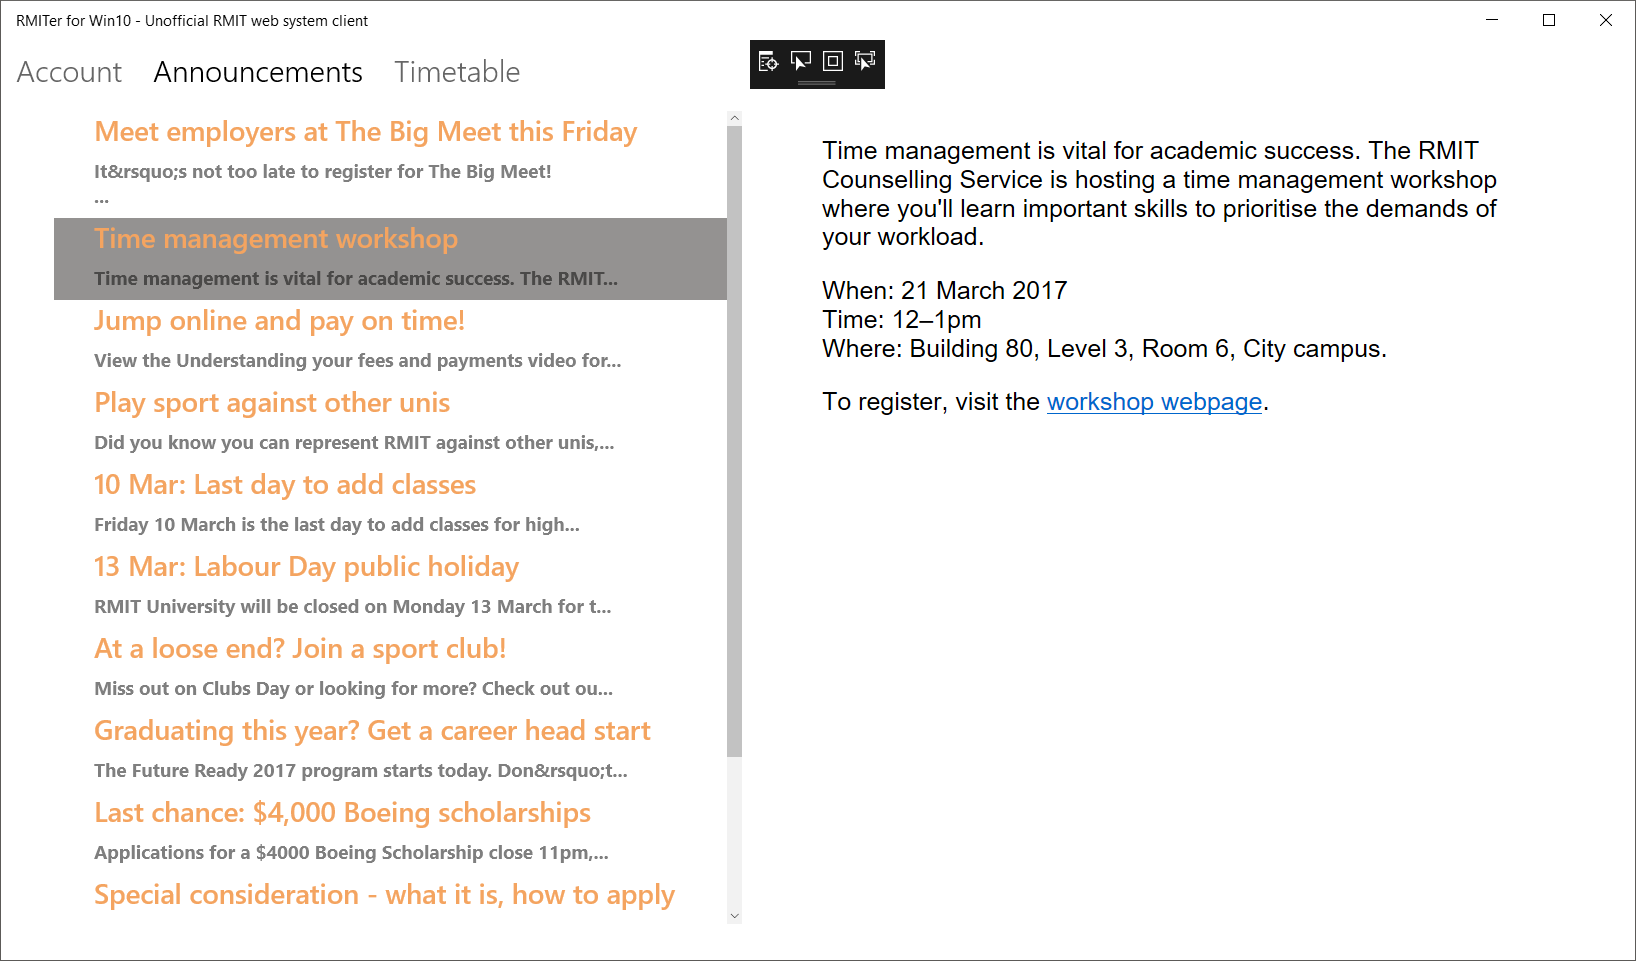 RMITer for Win10 - Unofficial RMIT web system client
Account Announcements Timetable
Meet employers at The Big Meet this Friday
It&rsquo;s not too late to register for The Big Meet!
...
Time management workshop
Time management is vital for academic success. The RMIT...
Jump online and pay on time!
View the Understanding your fees and payments video for...
Play sport against other unis
Did you know you can represent RMIT against other unis,...
10 Mar: Last day to add classes
Friday 10 March is the last day to add classes for high...
13 Mar: Labour Day public holiday
RMIT University will be closed on Monday 13 March for t...
At a loose end? Join a sport club!
Miss out on Clubs Day or looking for more? Check out ou...
Graduating this year? Get a career head start
The Future Ready 2017 program starts today. Don&rsquo;t...
Last chance: $4,000 Boeing scholarships
Applications for a $4000 Boeing Scholarship close 11pm,...
Special consideration - what it is, how to apply
Time management is vital for academic success. The RMIT
Counselling Service is hosting a time management workshop
where you'll learn important skills to prioritise the demands of
your workload.
When: 21 March 2017
Time: 12–1pm
Where: Building 80, Level 3, Room 6, City campus.
To register, visit the workshop webpage.